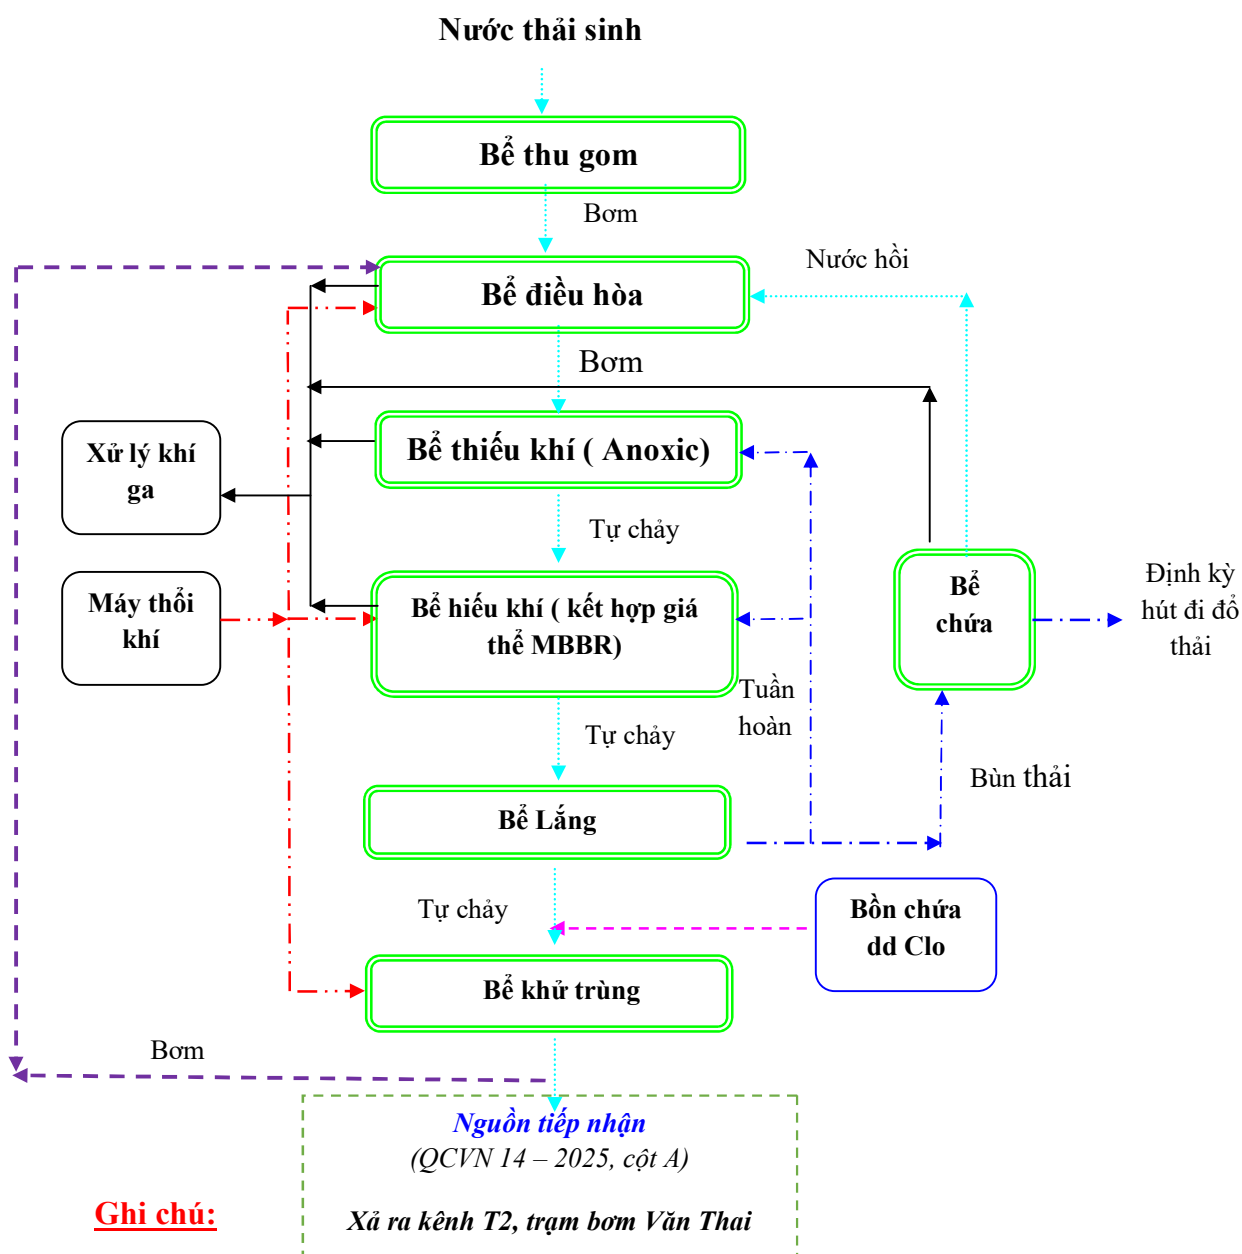 Nước thải sinh
Bể thu gom
Bơm
Nước hồi
Bể điều hòa
Bơm
Bể thiếu khí ( Anoxic)
Xử lý khí
ga
Tự chảy
Máy thổi
khí
Bể hiếu khí ( kết hợp giá
thể MBBR)
Bể
chứa
Định kỳ
hút đi đổ
thải
Tuần
hoàn
Tự chảy
Bùn thải
Bể Lắng
Tự chảy
Bồn chứa
dd Clo
Bể khử trùng
Bơm
Nguồn tiếp nhận
(QCVN 14 – 2025, cột A)
Ghi chú:
Xả ra kênh T2, trạm bơm Văn Thai